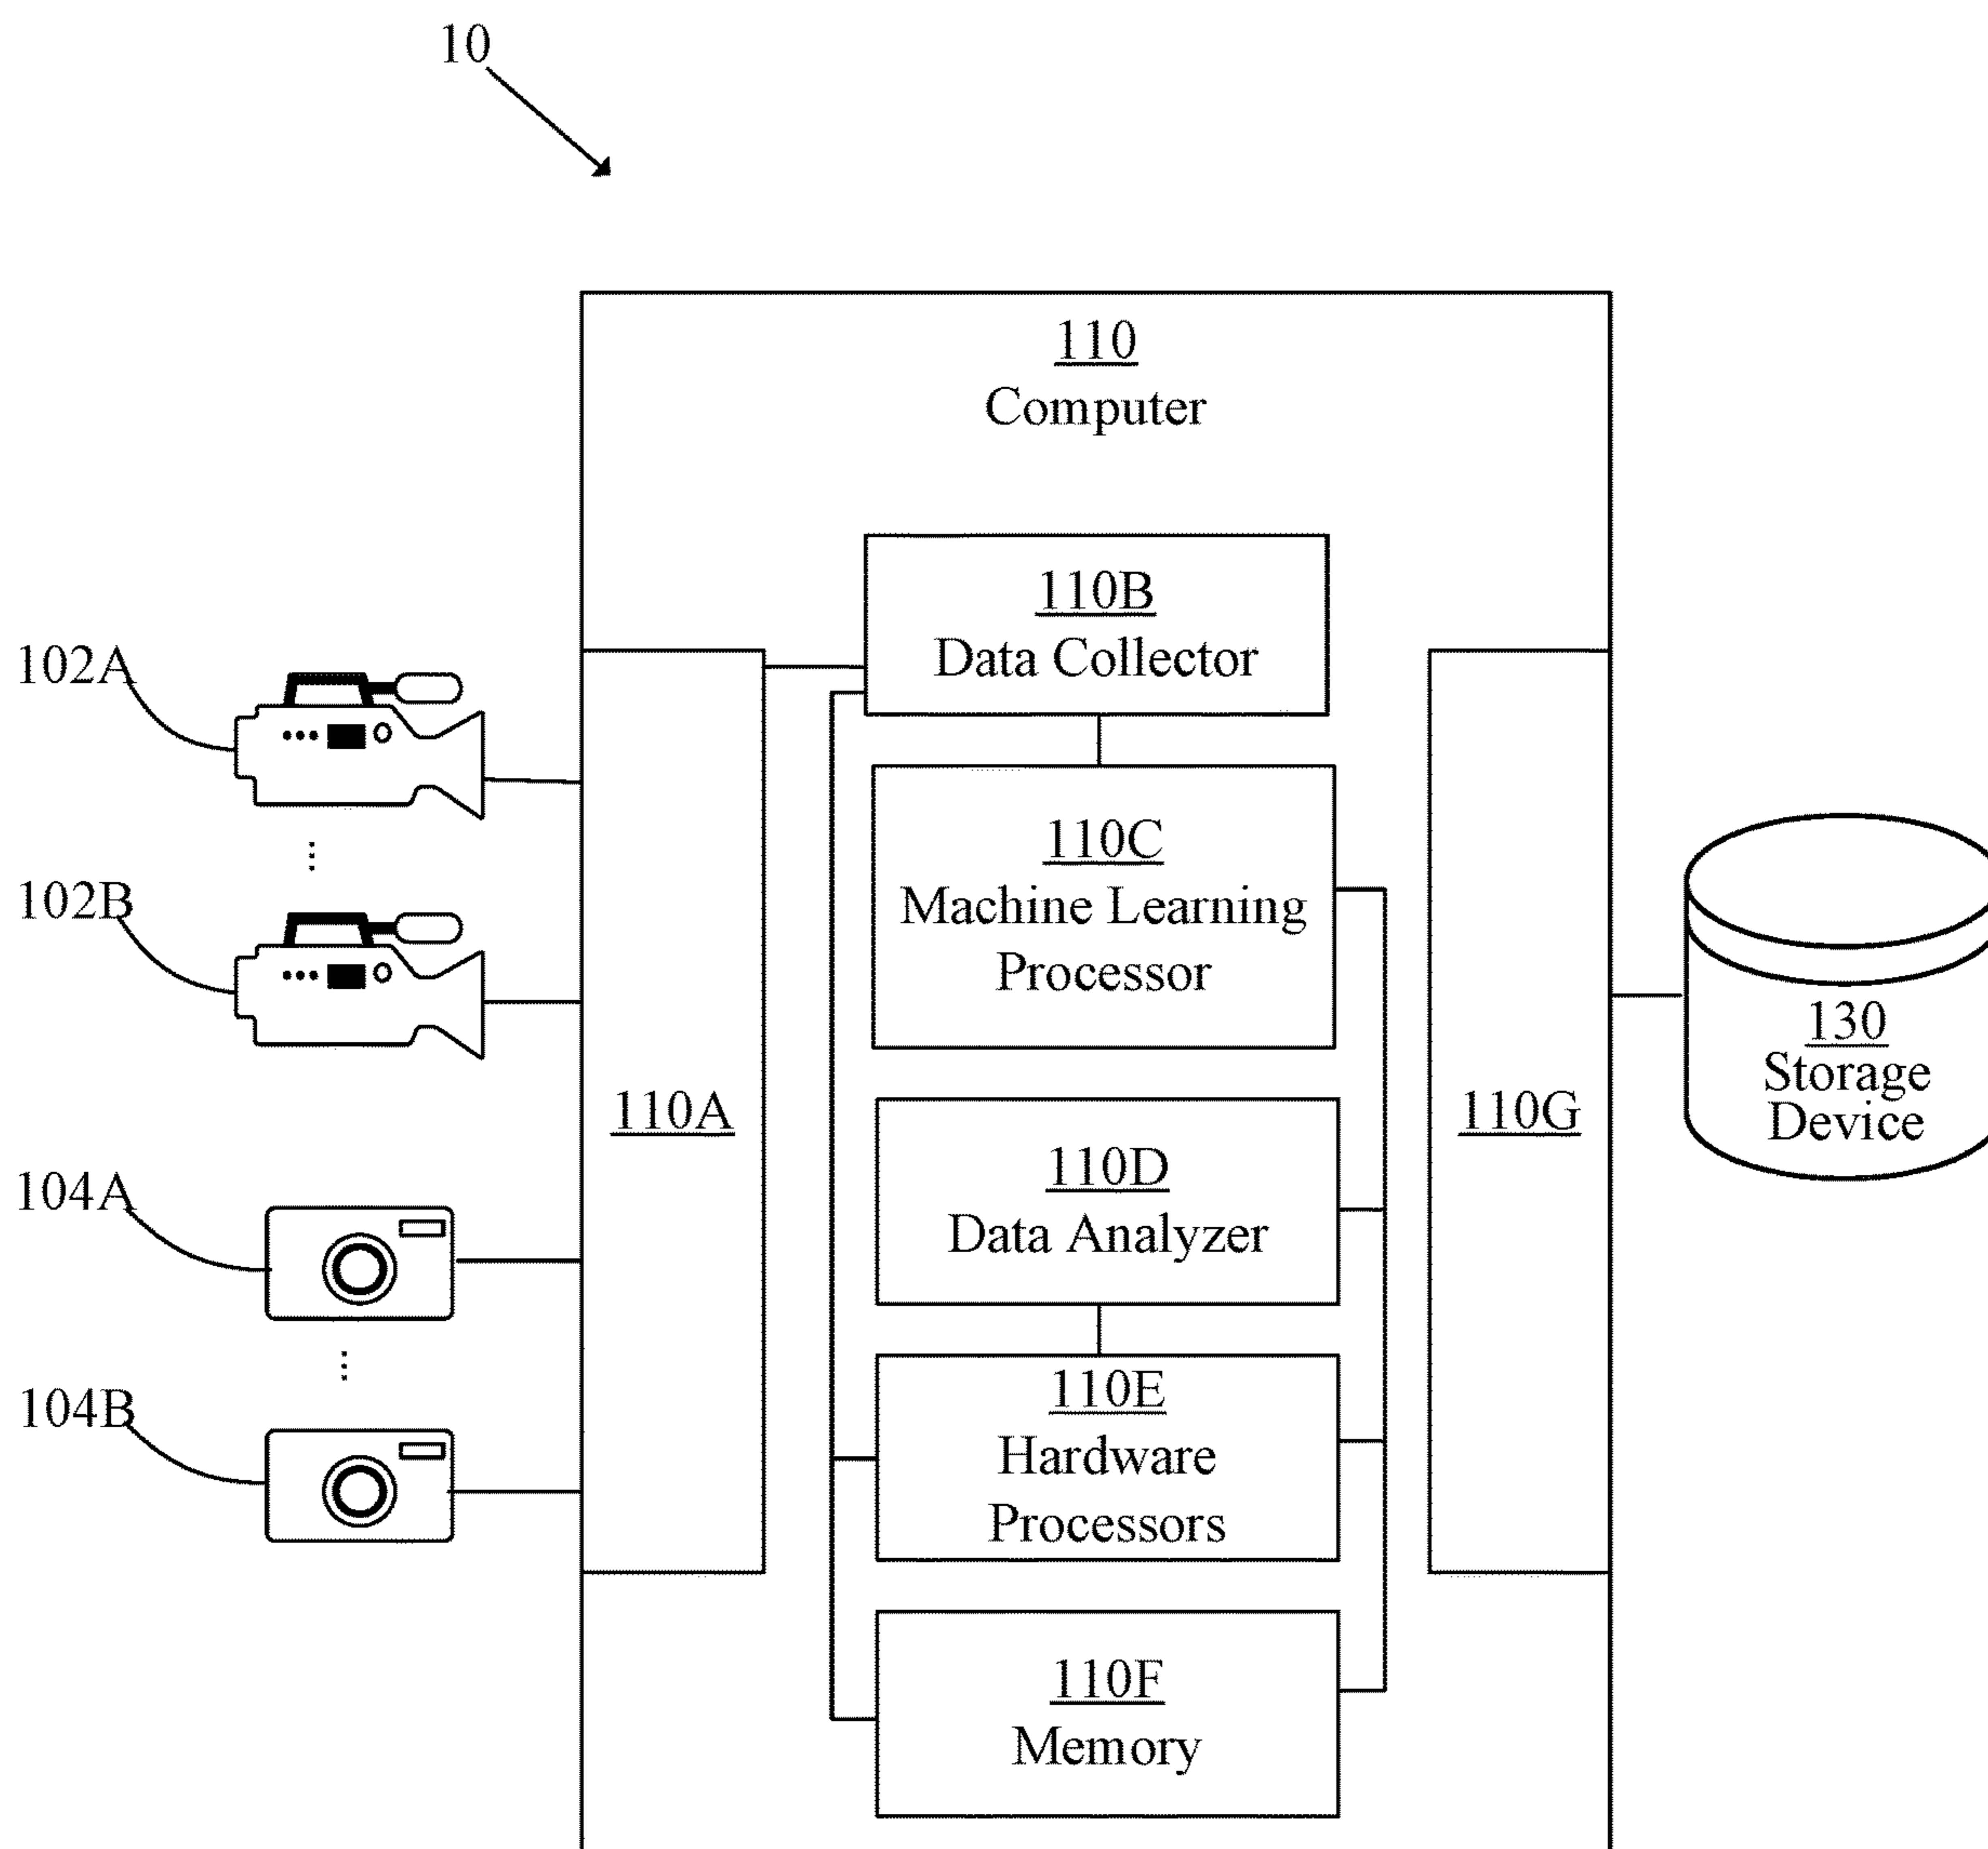 10
110
Computer
110B
Data Collector
102A
110C
Machine Learning
Processor
102B
130
Storage
Device
110A
110G
110D
Data Analyzer
104A
110E
Hardware
Processors
104B
110F
Memory